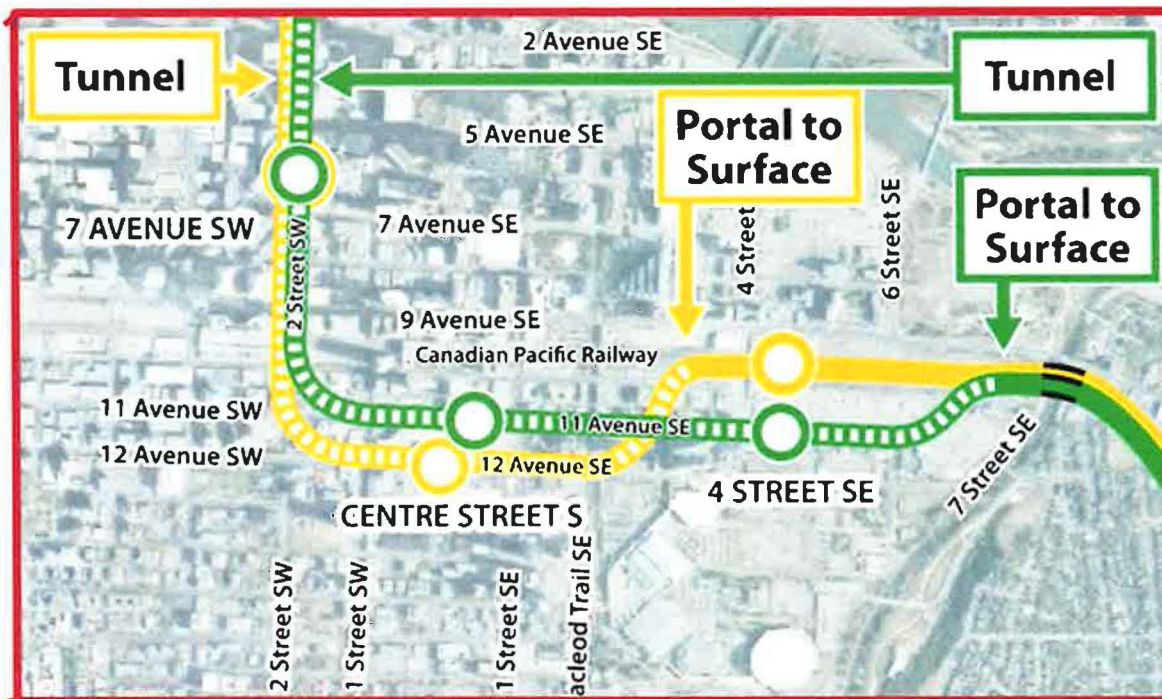 2 Avenue SE
Tunnel
Tunnel
5 Avenue SE
Portal to
Surface
Portal to
Surface
7 AVENUE SW
7 Avenue SE
2 Street SW
4 Street
6 Street SE
9 Avenue SE
Canadian Pacific Railway
11 Avenue SW
11 Avenue SE
12 Avenue SW
12 Avenue SE
4 STREET SE
7 Street SE
CENTRE STREET S
2 Street SW
1 Street SW
1 Street SE
acleod Trail SE